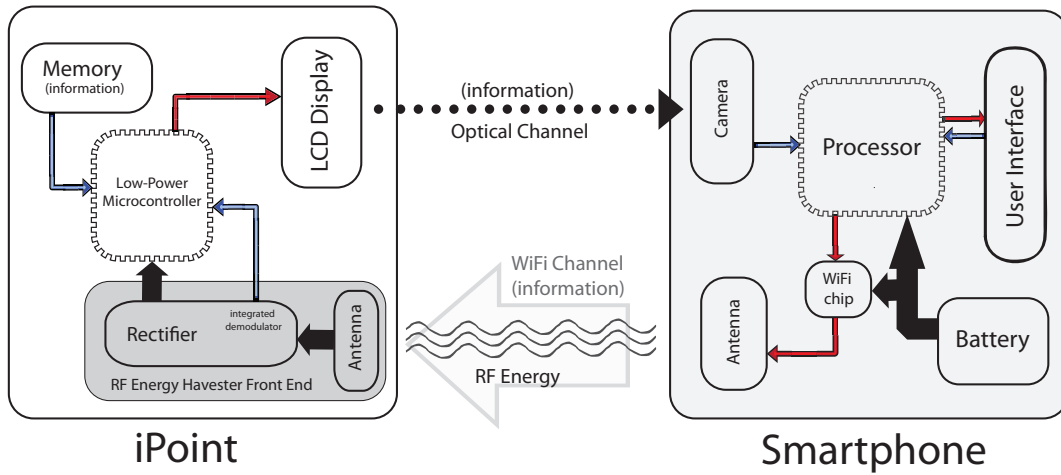 Memory
(information)
LCD Display
Low-Power
Microcontroller
Rectifier
integrated
demodulator
Antenna
RF Energy Havester Front End
iPoint
(information)
Optical Channel
WiFi Channel
(information)
RF Energy
Camera
Processor
User Interface
WiFi
chip
Antenna
Battery
Smartphone